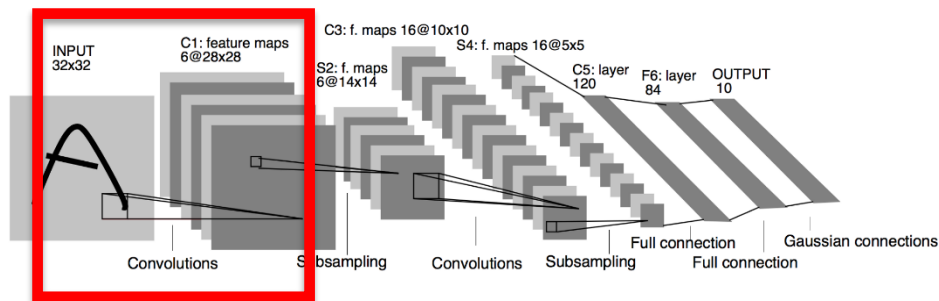 INPUT
32x32
C1: feature maps
6@28x28
S2: f. maps
6@14x14
C3: f. maps 16@10x10
S4: f. maps 16@5x5
C5: layer
120
F6: layer
84
OUTPUT
10
Convolutions
Subsampling
Convolutions
Subsampling
Full connection
Full connection
Gaussian connections